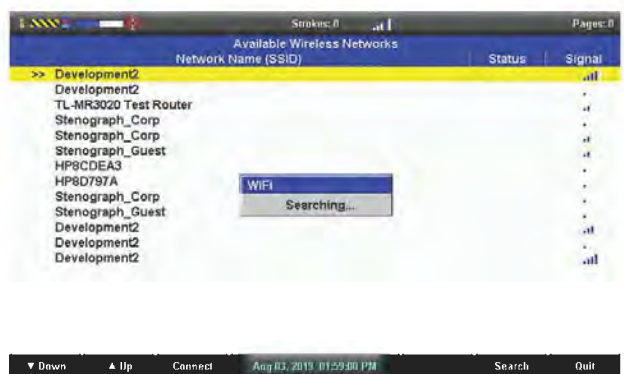 Strokes: 0 Pages: 0
Available Wireless Networks
Network Name (SSID) Status Signal
>> Development2
Development2
TL-MR3020 Test Router
Stenograph_Corp
Stenograph_Corp
Stenograph_Guest
HP8CDEA3
HP8D797A
Stenograph_Corp
Stenograph_Guest
Development2
Development2
Development2
WiFi
Searching...
▼ Down ▲ Up Connect Aug 03, 2019 01:59:00 PM Search Quit